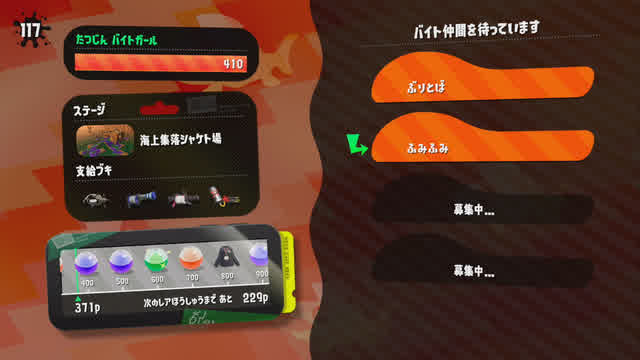 117
たつじん バイトガール
410
ステージ
海上集落シャケト場
支給ブキ
400
500
600
700
800
900
371p
次のレアほうしゅうまで あと 229p
バイト仲間を待っています
ぶりとば
ふみふみ
募集中...
募集中...